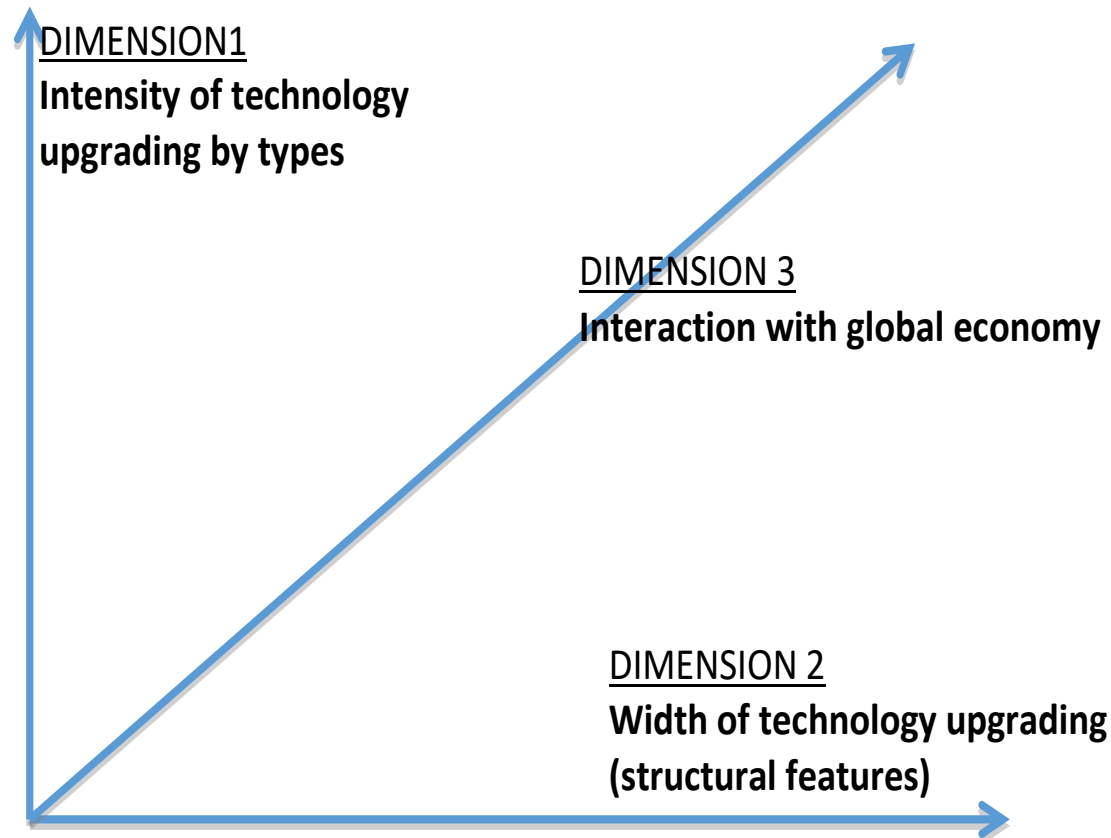 DIMENSION1
Intensity of technology
upgrading by types
DIMENSION 3
Interaction with global economy
DIMENSION 2
Width of technology upgrading
(structural features)